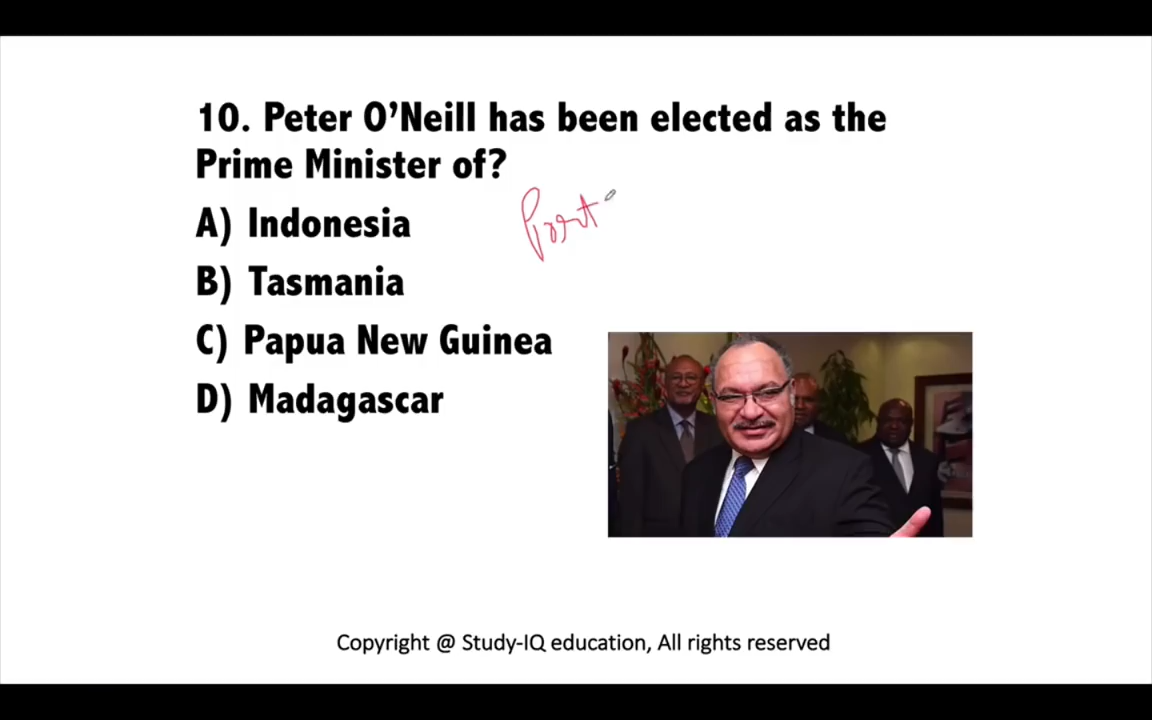 10. Peter O’Neill has been elected as the
Prime Minister of?
Port
A) Indonesia
B) Tasmania
C) Papua New Guinea
D) Madagascar
Copyright @ Study-IQ education, All rights reserved